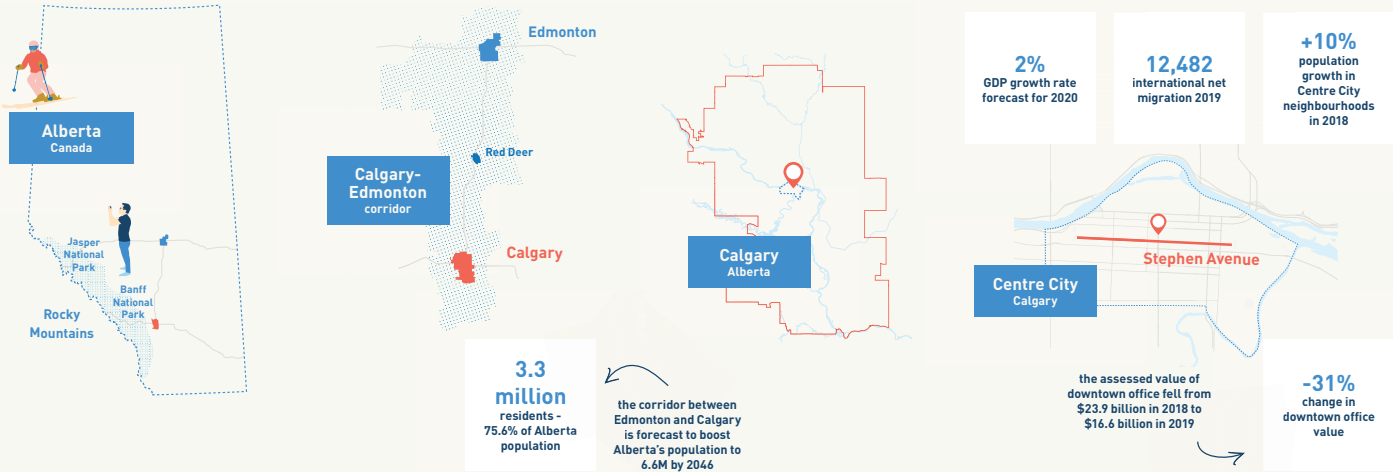 Alberta
Canada
Jasper
National
Park
Banff
National
Park
Rocky
Mountains
Edmonton
Red Deer
Calgary-
Edmonton
corridor
Calgary
3.3
million
residents -
75.6% of Alberta
population
the corridor between
Edmonton and Calgary
is forecast to boost
Alberta's population to
6.6M by 2046
Calgary
Alberta
2%
GDP growth rate
forecast for 2020
12,482
international net
migration 2019
+10%
population
growth in
Centre City
neighbourhoods
in 2018
Stephen Avenue
Centre City
Calgary
the assessed value of
downtown office fell from
$23.9 billion in 2018 to
$16.6 billion in 2019
-31%
change in
downtown office
value